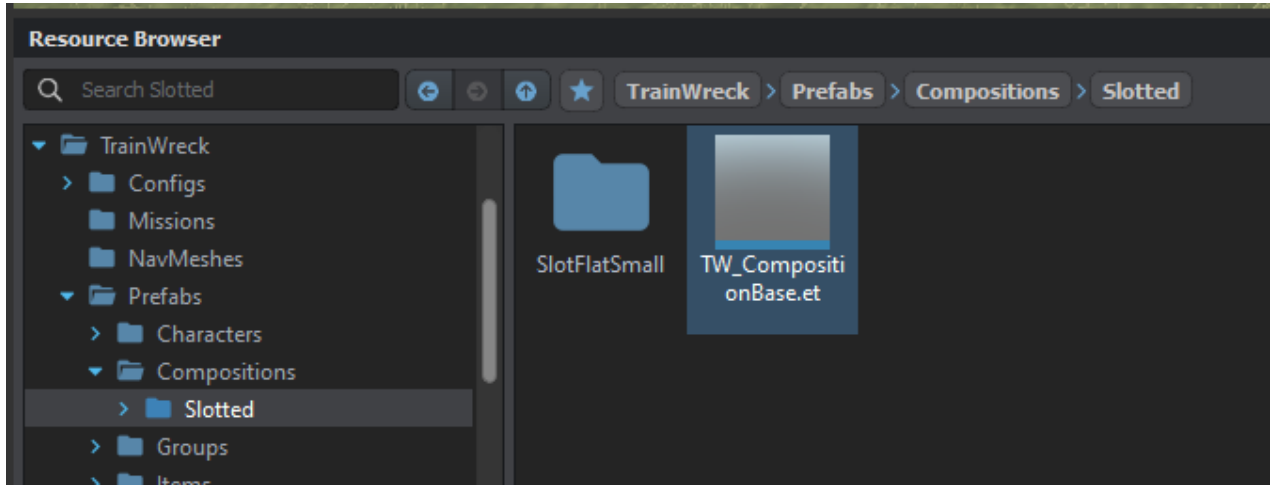 Resource Browser
Search Slotted
TrainWreck > Prefabs > Compositions > Slotted
TrainWreck
Configs
Missions
NavMeshes
Prefabs
Characters
Compositions
Slotted
Groups
Items
SlotFlatSmall
TW_Compositi
onBase.et